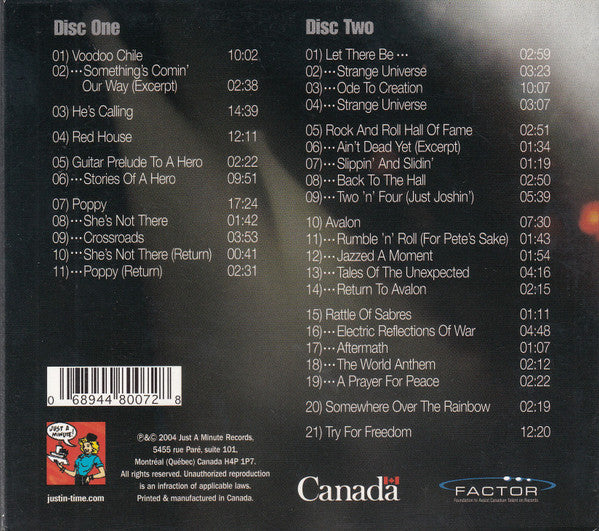 Disc One
01) Voodoo Chile 10:02
02)··· Something's Comin'
Our Way (Excerpt) 02:38
03) He's Calling 14:39
04) Red House 12:11
05) Guitar Prelude To A Hero 02:22
06)··· Stories Of A Hero 09:51
07) Poppy 17:24
08)··· She's Not There 01:42
09)··· Crossroads 03:53
10)··· She's Not There (Return) 00:41
11)··· Poppy (Return) 02:31
Disc Two
01) Let There Be ··· 02:59
02)··· Strange Universe 03:23
03)··· Ode To Creation 10:07
04)··· Strange Universe 03:07
05) Rock And Roll Hall Of Fame 02:51
06)··· Ain't Dead Yet (Excerpt) 01:34
07)··· Slippin' And Slidin' 01:19
08)··· Back To The Hall 02:50
09)··· Two 'n' Four (Just Joshin') 05:39
10) Avalon 07:30
11)··· Rumble 'n' Roll (For Pete's Sake) 01:43
12)··· Jazzed A Moment 01:54
13)··· Tales Of The Unexpected 04:16
14)··· Return To Avalon 02:15
15) Rattle Of Sabres 01:11
16)··· Electric Reflections Of War 04:48
17)··· Aftermath 01:07
18)··· The World Anthem 02:12
19)··· A Prayer For Peace 02:22
20) Somewhere Over The Rainbow 02:19
21) Try For Freedom 12:20
0 68944 80072 8
JUST A
MINUTE!
justin-time.com
℗&© 2004 Just A Minute Records,
5455 rue Paré, suite 101,
Montréal (Québec) Canada H4P 1P7.
All rights reserved. Unauthorized reproduction
is an infraction of applicable laws.
Printed & manufactured in Canada.
Canada
FACTOR
Foundation to Assist Canadian Talent on Records